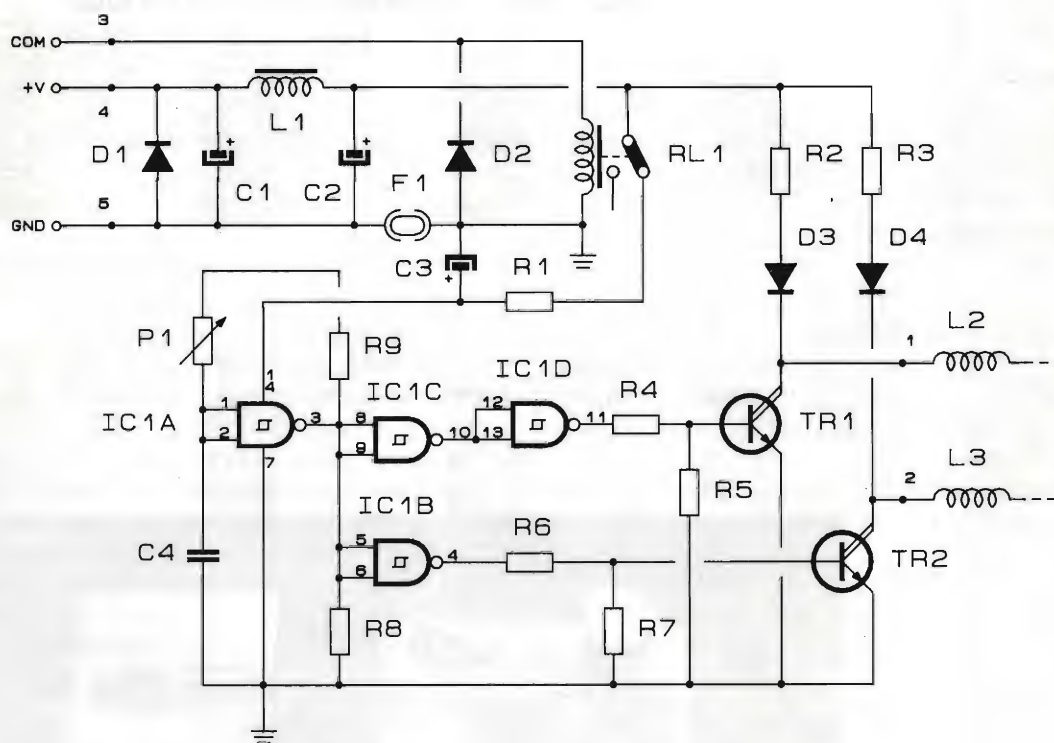 3
COM
+V
4
L1
D1
C1
+
C2
+
D2
RL1
R2
R3
5
F1
GND
C3
+
R1
D3
D4
P1
R9
1
L2
IC1A
1
2
1
4
3
7
IC1C
8
9
10
IC1D
12
13
11
R4
TR1
R5
2
L3
IC1B
5
6
4
R6
TR2
C4
R8
R7